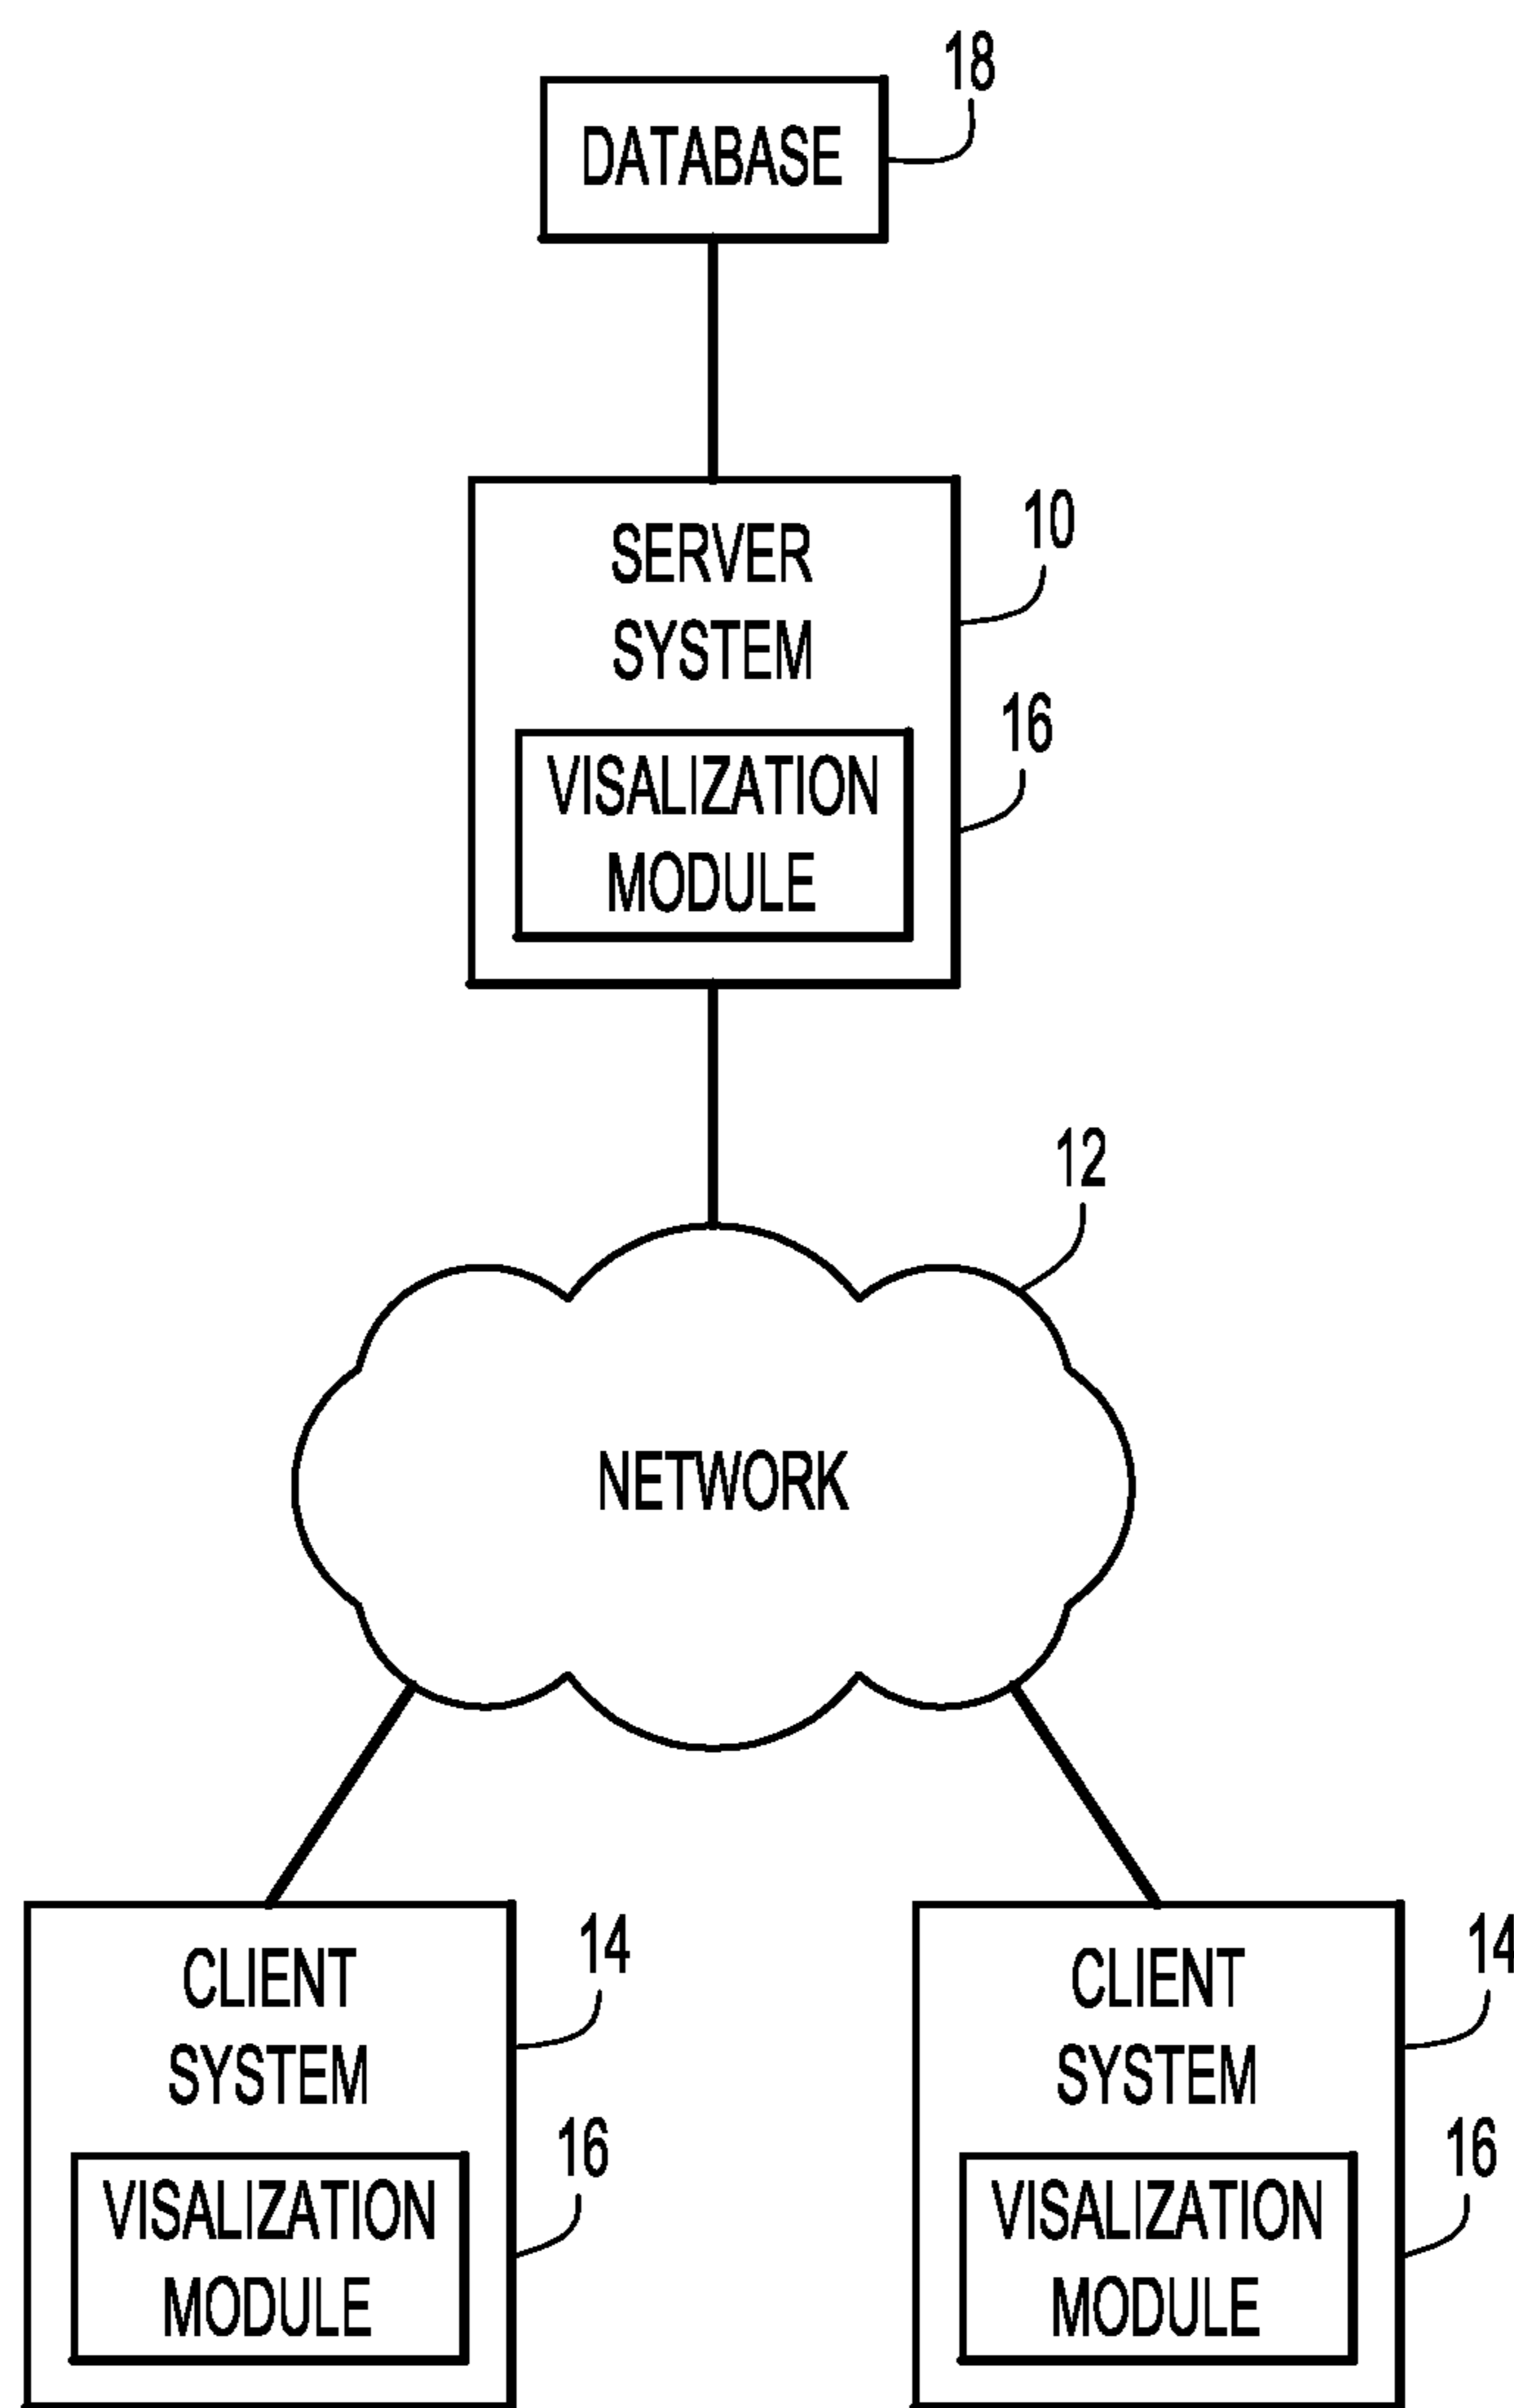 18
DATABASE
10
SERVER
SYSTEM
16
VISALIZATION
MODULE
12
NETWORK
14
CLIENT
SYSTEM
16
VISALIZATION
MODULE
14
CLIENT
SYSTEM
16
VISALIZATION
MODULE